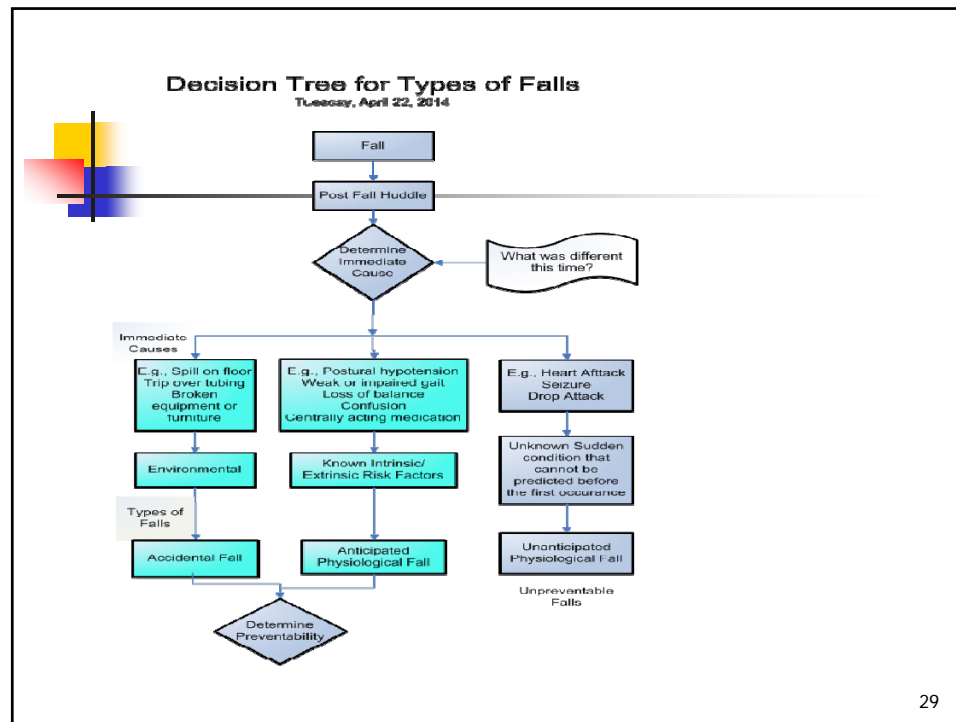 Decision Tree for Types of Falls
Tuesday, April 22, 2014
Fall
Post Fall Huddle
Determine
Immediate
Cause
What was different
this time?
Immediate
Causes
E.g., Spill on floor
Trip over tubing
Broken
equipment or
furniture
E.g., Postural hypotension
Weak or impaired gait
Loss of balance
Confusion
Centrally acting medication
E.g., Heart Afttack
Seizure
Drop Attack
Environmental
Known Intrinsic/
Extrinsic Risk Factors
Unknown Sudden
condition that
cannot be
predicted before
the first occurance
Types of
Falls
Accidental Fall
Anticipated
Physiological Fall
Unanticipated
Physiological Fall
Unpreventable
Falls
Determine
Preventability
29